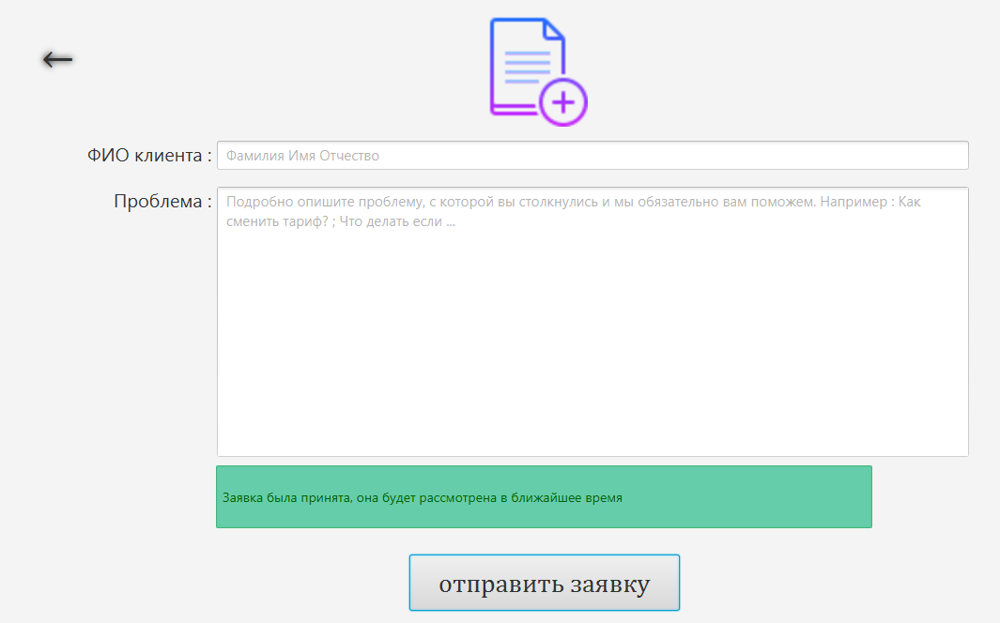 ФИО клиента :
Фамилия Имя Отчество
Проблема :
Подробно опишите проблему, с которой вы столкнулись и мы обязательно вам поможем. Например : Как
сменить тариф? ; Что делать если ...
Заявка была принята, она будет рассмотрена в ближайшее время
отправить заявку